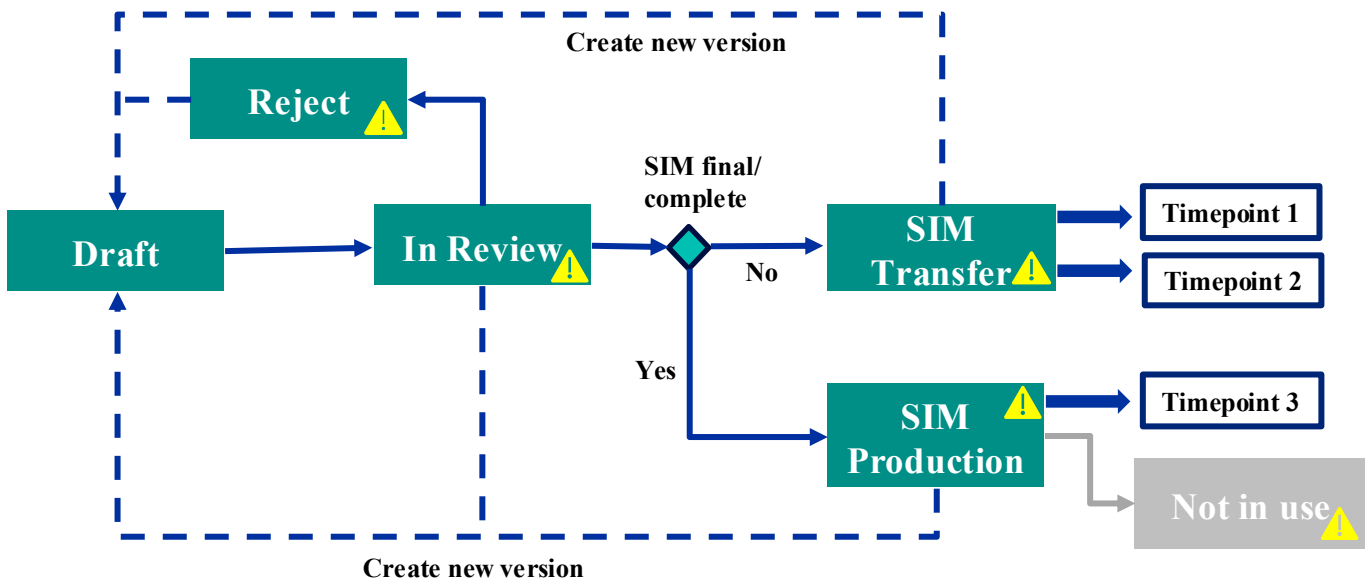 Create new version
Reject
SIM final/
complete
Draft
In Review
No
SIM
Transfer
Timepoint 1
Timepoint 2
Yes
SIM
Production
Timepoint 3
Not in use
Create new version